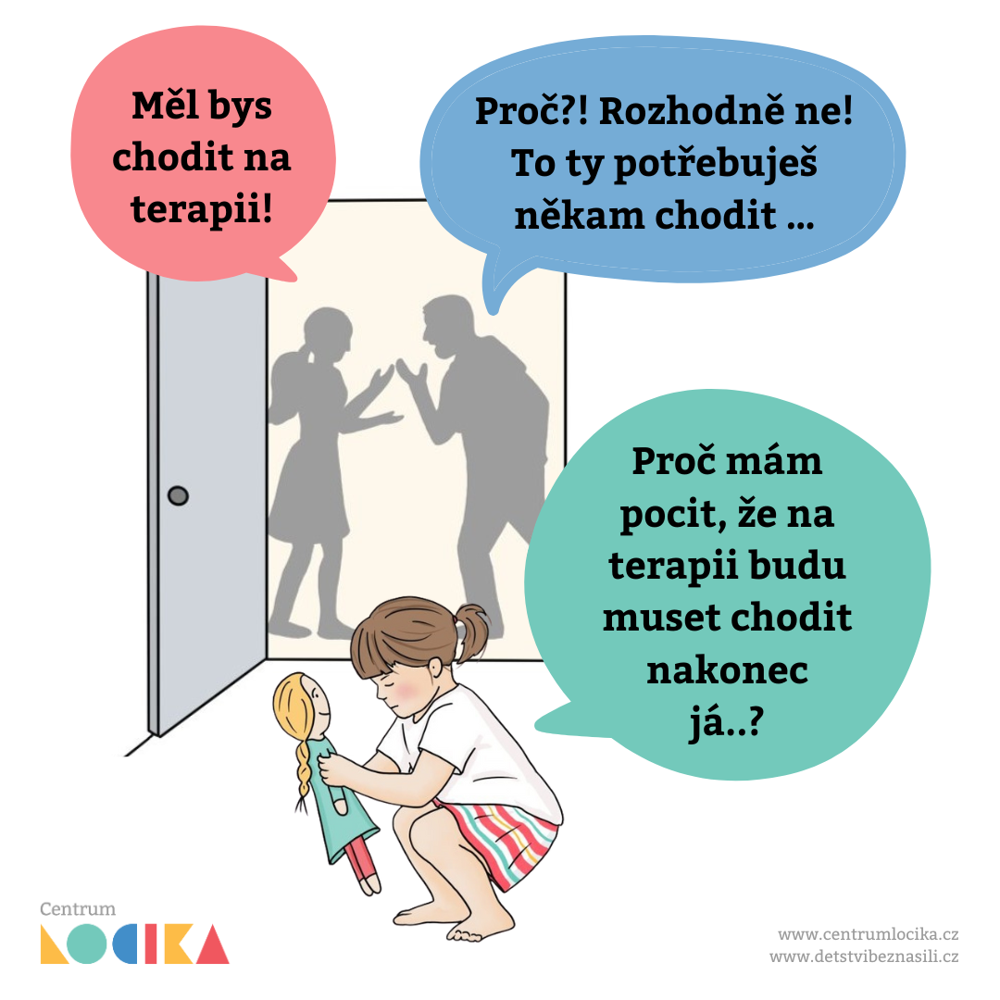 Měl bys
chodit na
terapii!
Proč?! Rozhodně ne!
To ty potřebuješ
někam chodit ...
Proč mám
pocit, že na
terapii budu
muset chodit
nakonec
já..?
Centrum
LOCIKA
www.centrumlocika.cz
www.detstvibeznasili.cz